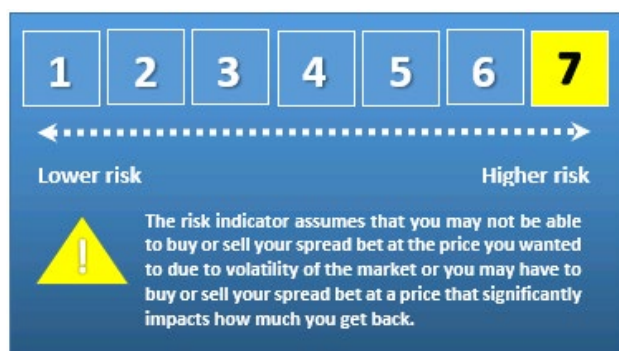 1 2 3 4 5 6 7
Lower risk Higher risk
!
The risk indicator assumes that you may not be able
to buy or sell your spread bet at the price you wanted
to due to volatility of the market or you may have to
buy or sell your spread bet at a price that significantly
impacts how much you get back.